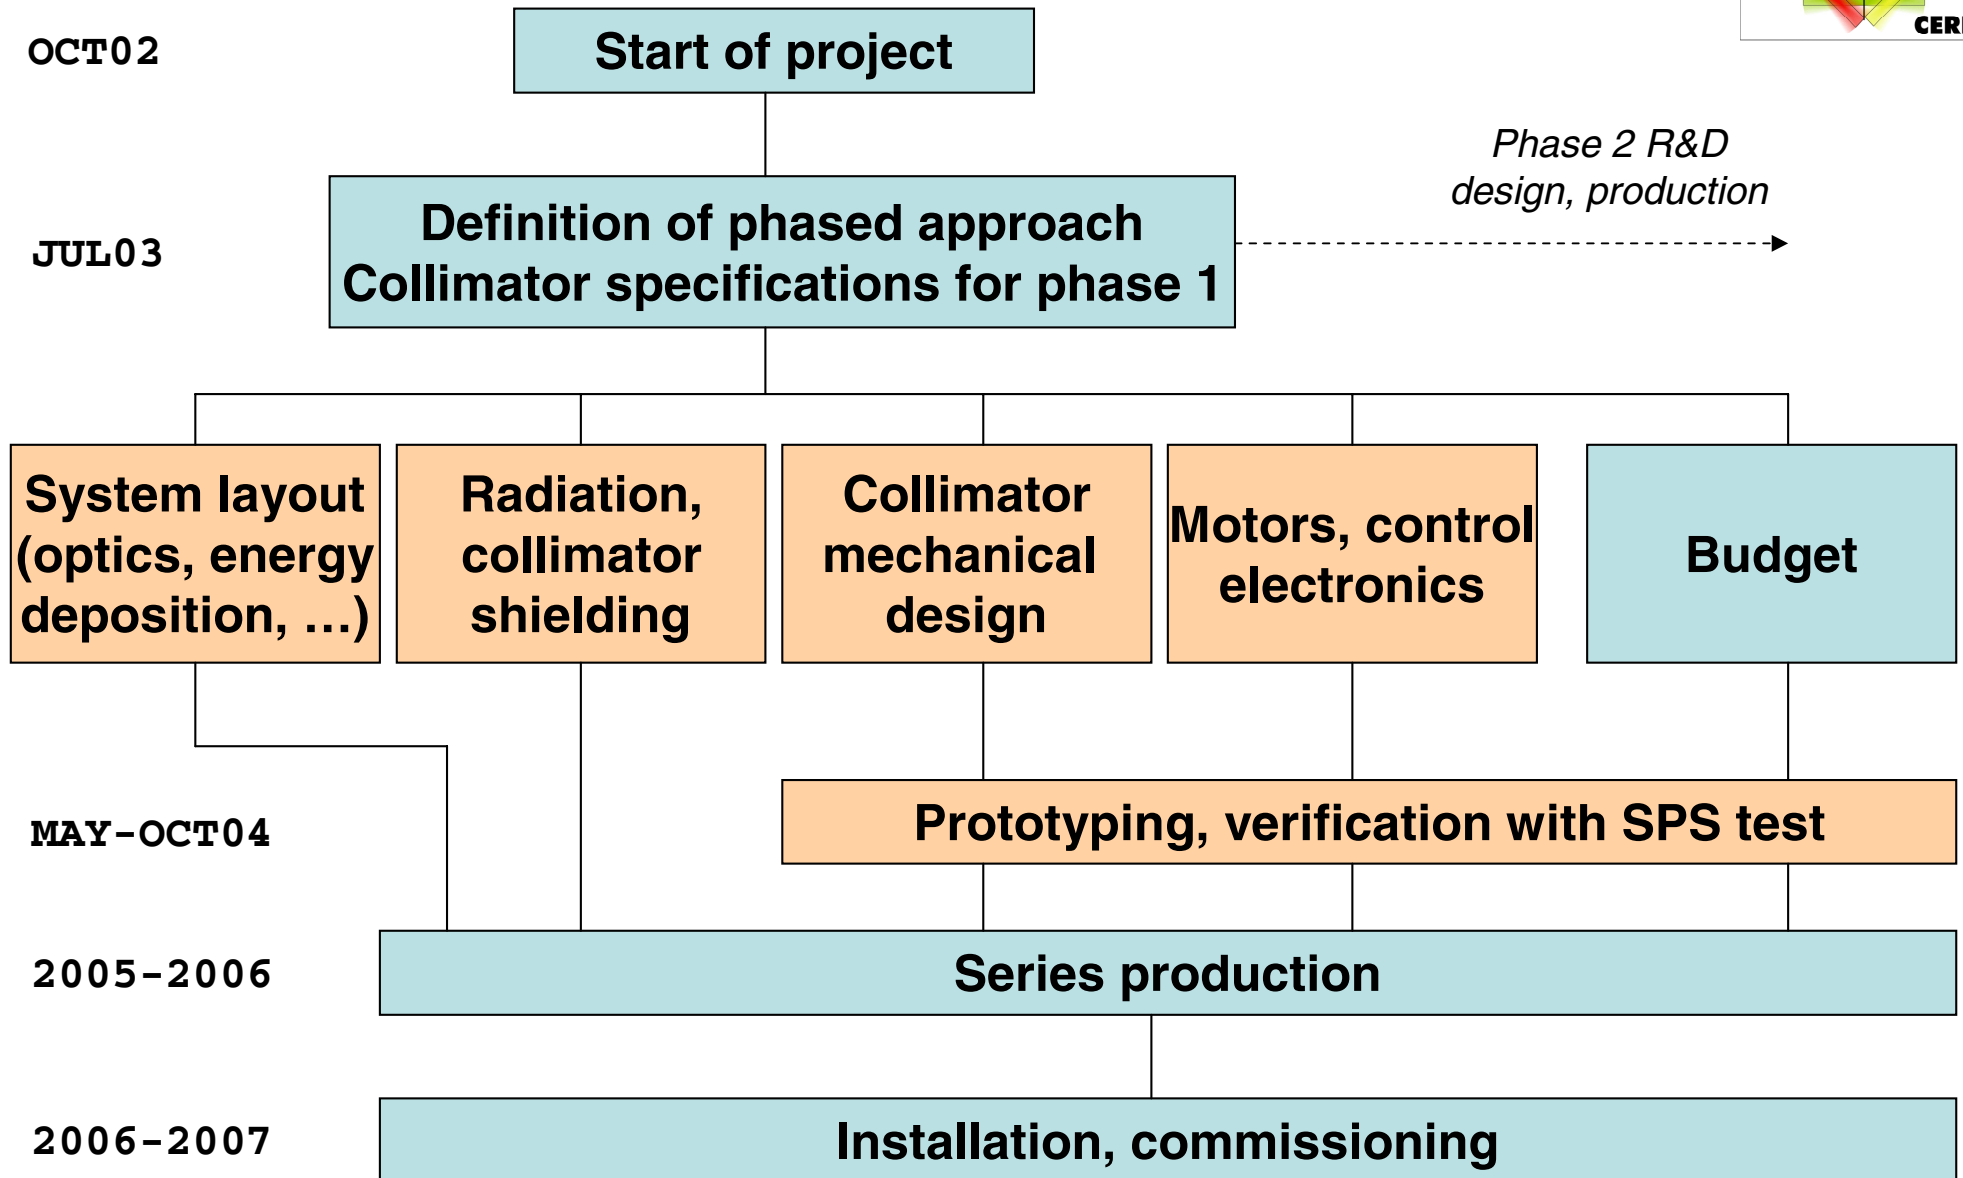 OCT02
Start of project
CER
Phase 2 R&D
design, production
JUL03
Definition of phased approach
Collimator specifications for phase 1
System layout
(optics, energy
deposition, …)
Radiation,
collimator
shielding
Collimator
mechanical
design
Motors, control
electronics
Budget
MAY-OCT04
Prototyping, verification with SPS test
2005-2006
Series production
2006-2007
Installation, commissioning